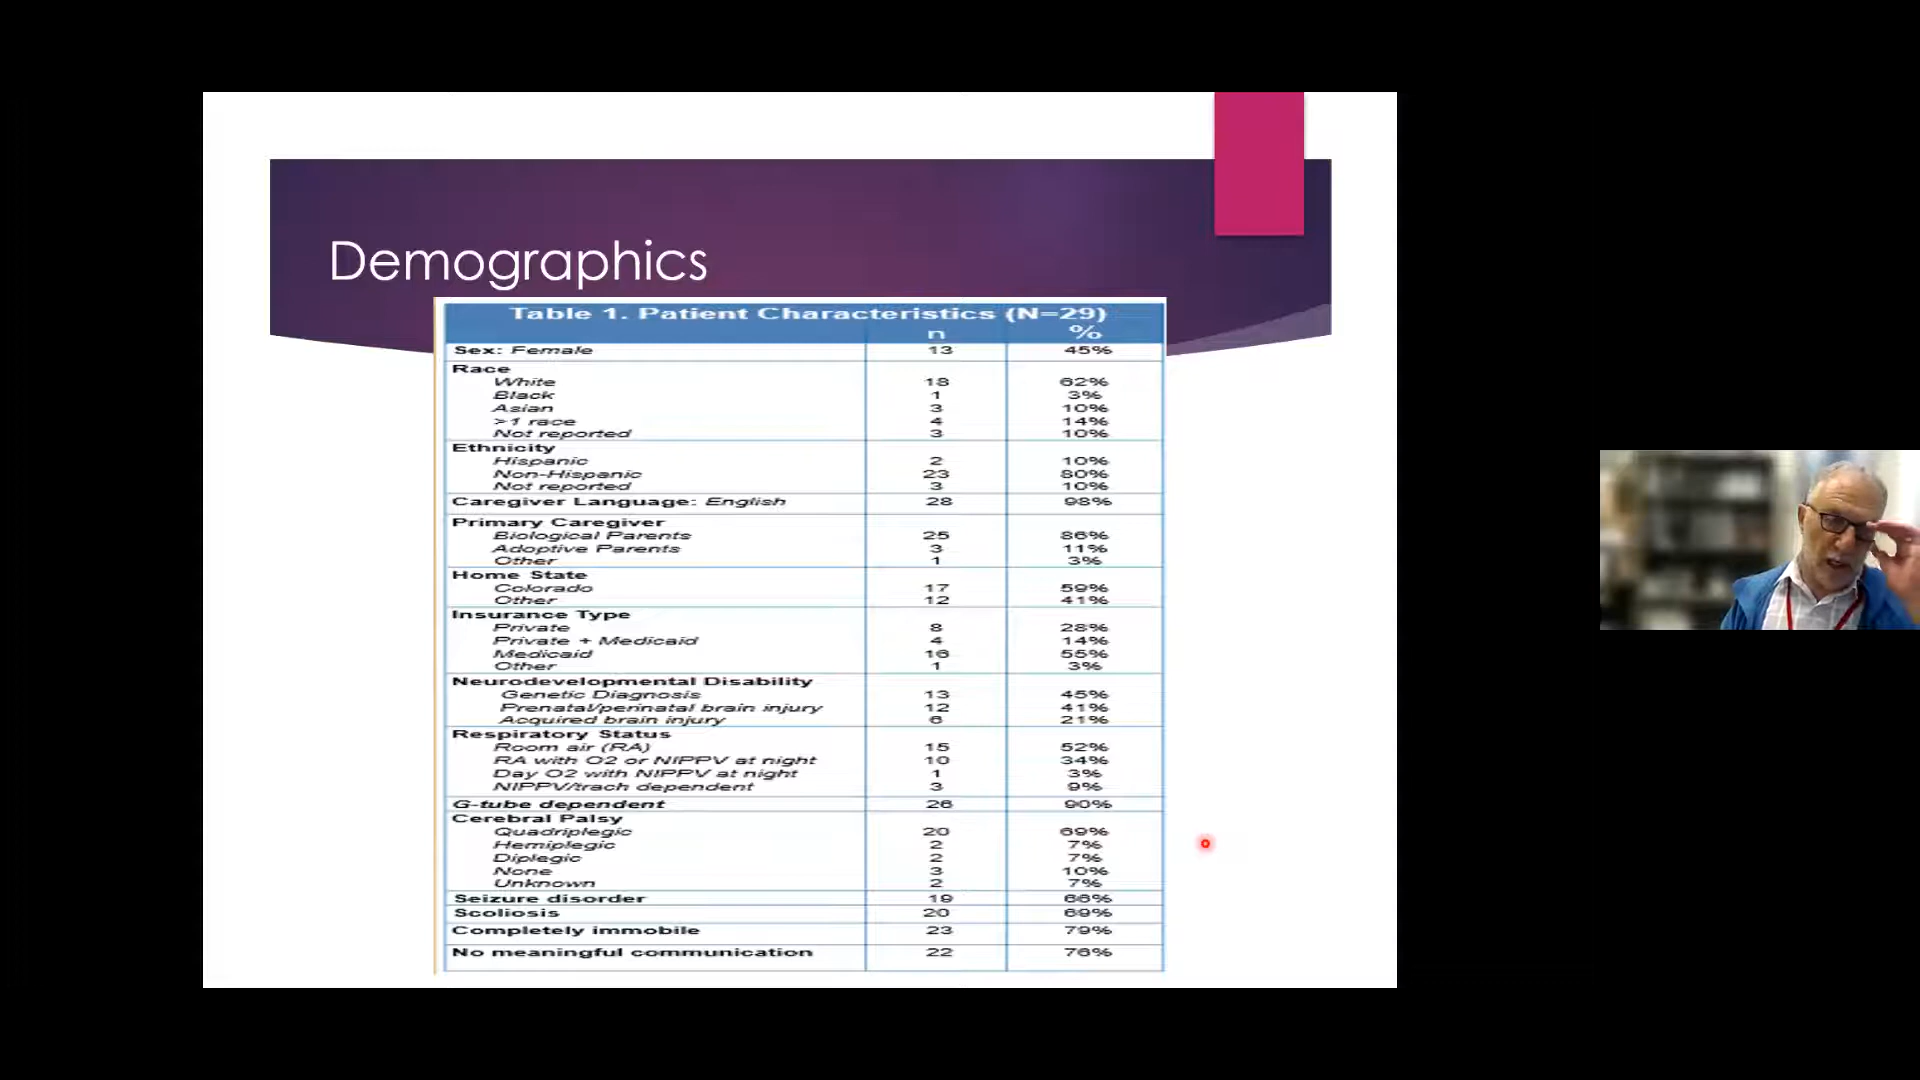 Demographics
Table 1. Patient Characteristics (N=29)
n %
Sex: Female 13 45%
Race
White 18 62%
Black 1 3%
Asian 3 10%
>1 race 4 14%
Not reported 3 10%
Ethnicity
Hispanic 2 10%
Non-Hispanic 23 80%
Not reported 3 10%
Caregiver Language: English 28 98%
Primary Caregiver
Biological Parents 25 86%
Adoptive Parents 3 11%
Other 1 3%
Home State
Colorado 17 59%
Other 12 41%
Insurance Type
Private 8 28%
Private + Medicaid 4 14%
Medicaid 16 55%
Other 1 3%
Neurodevelopmental Disability
Genetic Diagnosis 13 45%
Prenatal/perinatal brain injury 12 41%
Acquired brain injury 6 21%
Respiratory Status
Room air (RA) 15 52%
RA with O2 or NIPPV at night 10 34%
Day O2 with NIPPV at night 1 3%
NIPPV/trach dependent 3 9%
G-tube dependent 26 90%
Cerebral Palsy
Quadriplegic 20 69%
Hemiplegic 2 7%
Diplegic 2 7%
None 3 10%
Unknown 2 7%
Seizure disorder 19 66%
Scoliosis 20 69%
Completely immobile 23 79%
No meaningful communication 22 76%